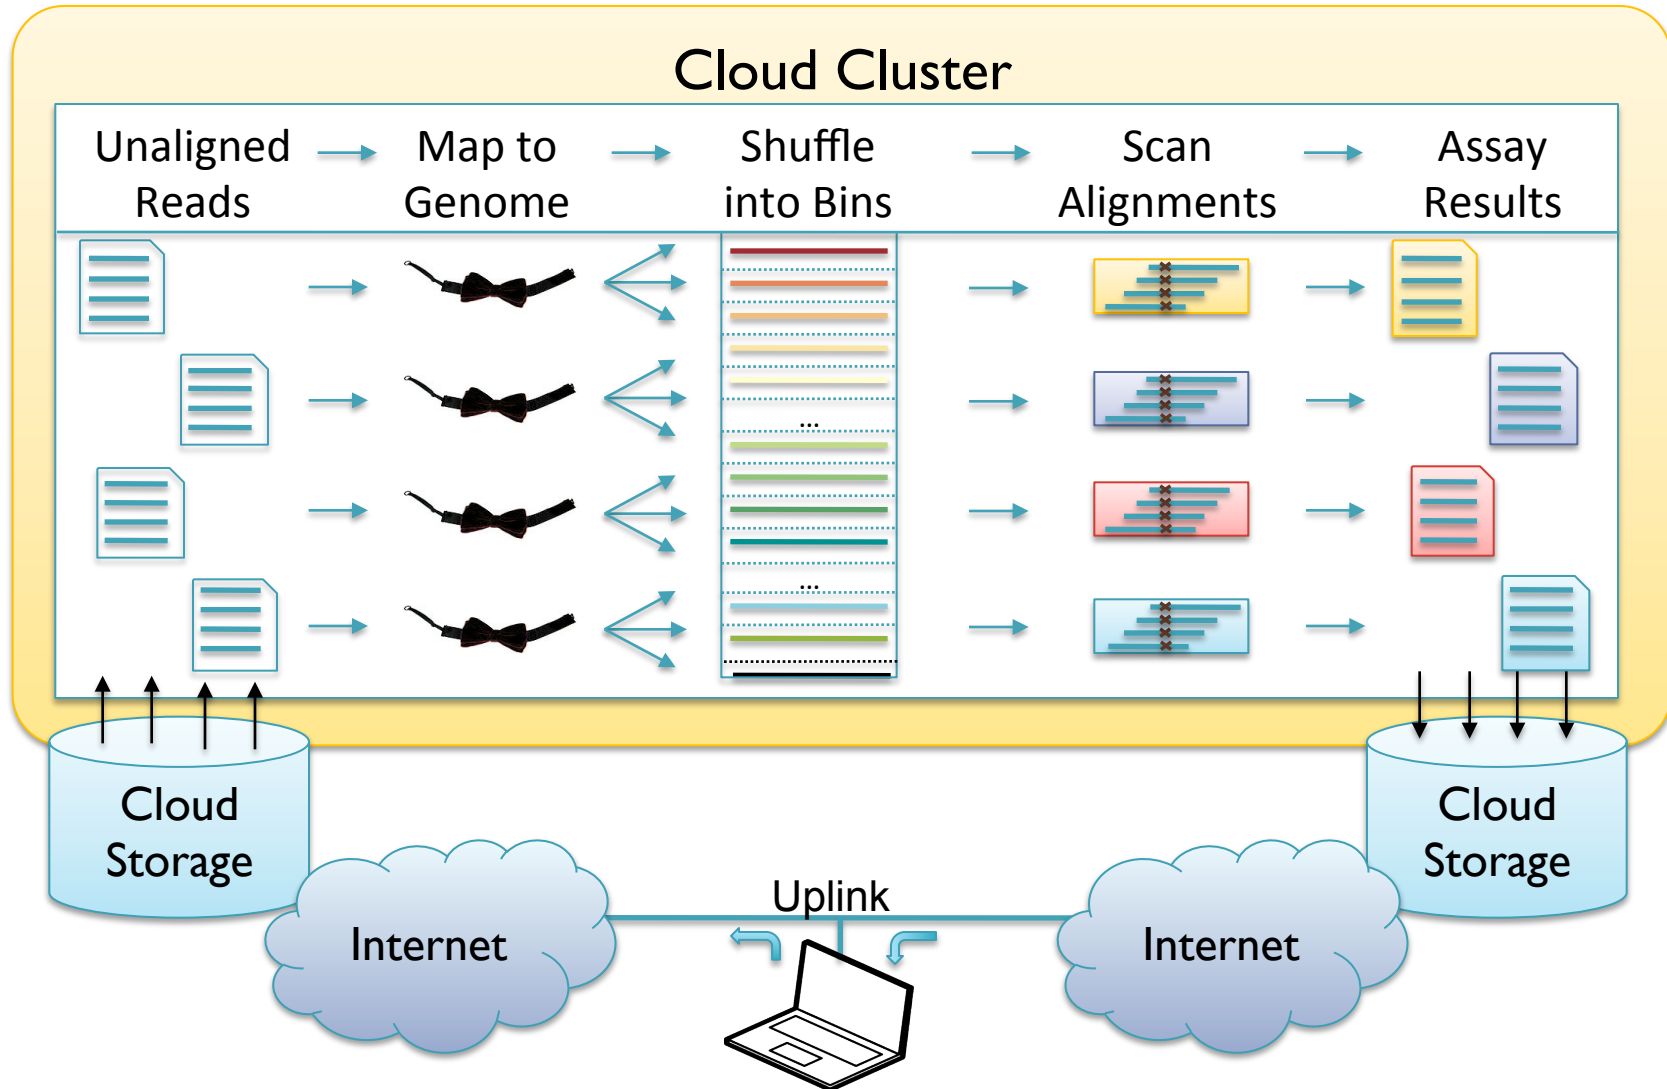 Cloud Cluster
Unaligned
Reads
Map to
Genome
Shuffle
into Bins
Scan
Alignments
Assay
Results
...
...
Cloud
Storage
Cloud
Storage
Uplink
Internet
Internet